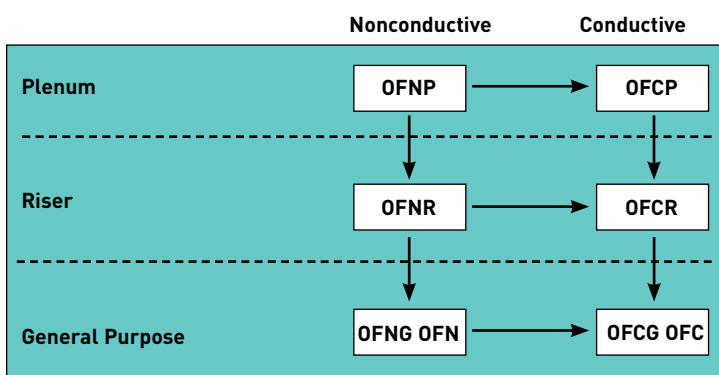 Nonconductive Conductive
Plenum OFNP OFCP
Riser OFNR OFCR
General Purpose OFNG OFN OFCG OFC